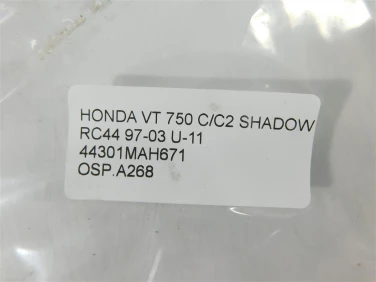 HONDA VT 750 C/C2 SHADOW
RC44 97-03 U-11
44301MAH671
OSP.A268